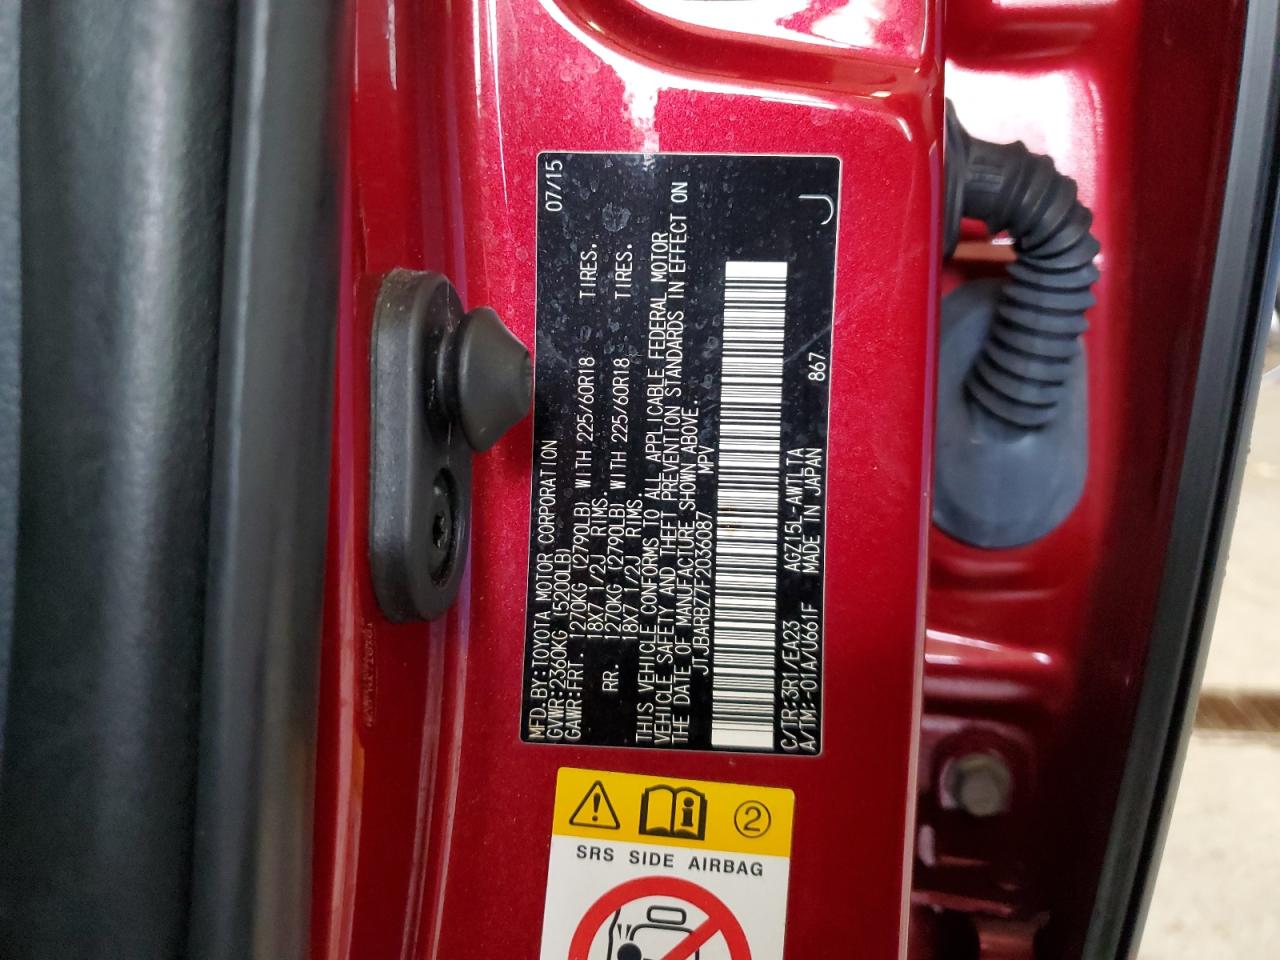 MFD.BY:TOYOTA MOTOR CORPORATION 07/15
GVWR:2360KG (5200LB)
GAWR:FRT. 1270KG (2790LB) WITH 225/60R18 TIRES.
18X7 1/2J RIMS.
RR. 1270KG (2790LB) WITH 225/60R18 TIRES.
18X7 1/2J RIMS.
THIS VEHICLE CONFORMS TO ALL APPLICABLE FEDERAL MOTOR
VEHICLE SAFETY AND THEFT PREVENTION STANDARDS IN EFFECT ON
THE DATE OF MANUFACTURE SHOWN ABOVE.
JTJBARBZ7F2036087 MPV
C/TR:3R1/EA23 AGZ15L-AWTLTA
A/TM:-01A/U661F MADE IN JAPAN 867 J
2
SRS SIDE AIRBAG